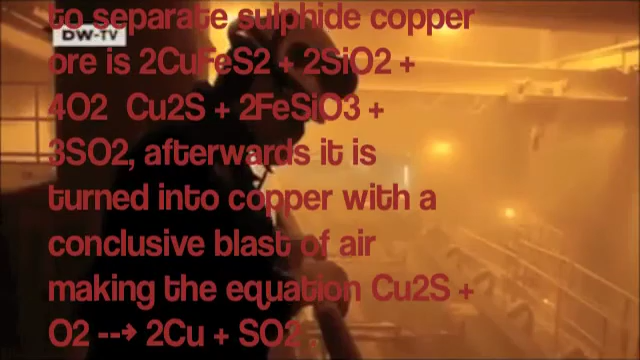 to separate sulphide copper
DW-TV
ore is 2CuFeS2 + 2SiO2 +
4O2 Cu2S + 2FeSiO3 +
3SO2, afterwards it is
turned into copper with a
conclusive blast of air
making the equation Cu2S +
O2 --→ 2Cu + SO2 .